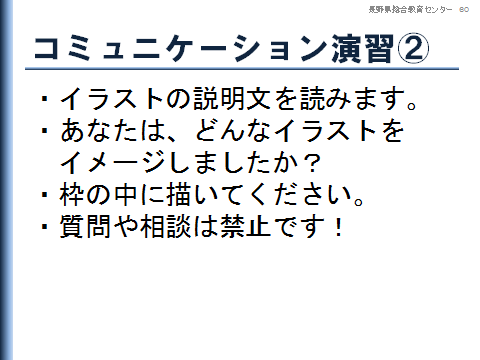 長野県総合教育センター 60
コミュニケーション演習②
・イラストの説明文を読みます。
・あなたは、どんなイラストを
イメージしましたか？
・枠の中に描いてください。
・質問や相談は禁止です！